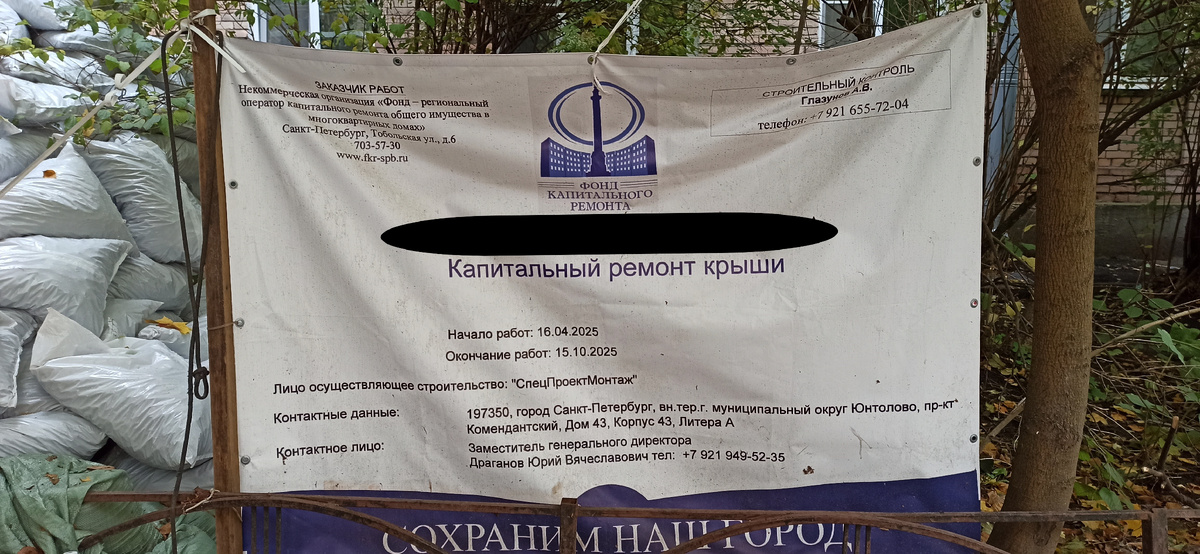 ЗАКАЗЧИК РАБОТ
Некоммерческая организация «Фонд – региональный
оператор капитального ремонта общего имущества в
многоквартирных домах»
Санкт-Петербург, Тобольская ул., д.6
703-57-30
www.fkr-spb.ru
ФОНД
КАПИТАЛЬНОГО
РЕМОНТА
СТРОИТЕЛЬНЫЙ КОНТРОЛЬ
Глазунов А.В.
телефон: +7 921 655-72-04
Капитальный ремонт крыши
Начало работ: 16.04.2025
Окончание работ: 15.10.2025
Лицо осуществляющее строительство: "СпецПроектМонтаж"
Контактные данные: 197350, город Санкт-Петербург, вн.тер.г. муниципальный округ Юнтолово, пр-кт
Комендантский, Дом 43, Корпус 43, Литера А
Контактное лицо: Заместитель генерального директора
Драганов Юрий Вячеславович тел: +7 921 949-52-35
СОХРАНИМ НАШ ГОРОД